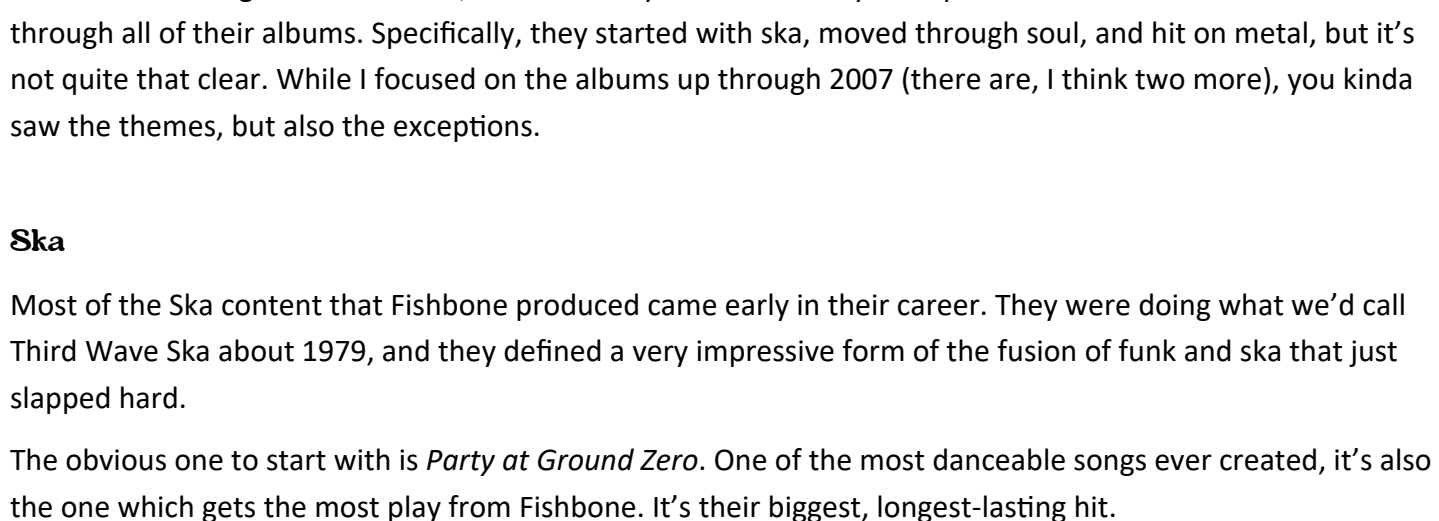 through all of their albums. Specifically, they started with ska, moved through soul, and hit on metal, but it’s
not quite that clear. While I focused on the albums up through 2007 (there are, I think two more), you kinda
saw the themes, but also the exceptions.
Ska
Most of the Ska content that Fishbone produced came early in their career. They were doing what we’d call
Third Wave Ska about 1979, and they defined a very impressive form of the fusion of funk and ska that just
slapped hard.
The obvious one to start with is Party at Ground Zero. One of the most danceable songs ever created, it’s also
the one which gets the most play from Fishbone. It’s their biggest, longest-lasting hit.